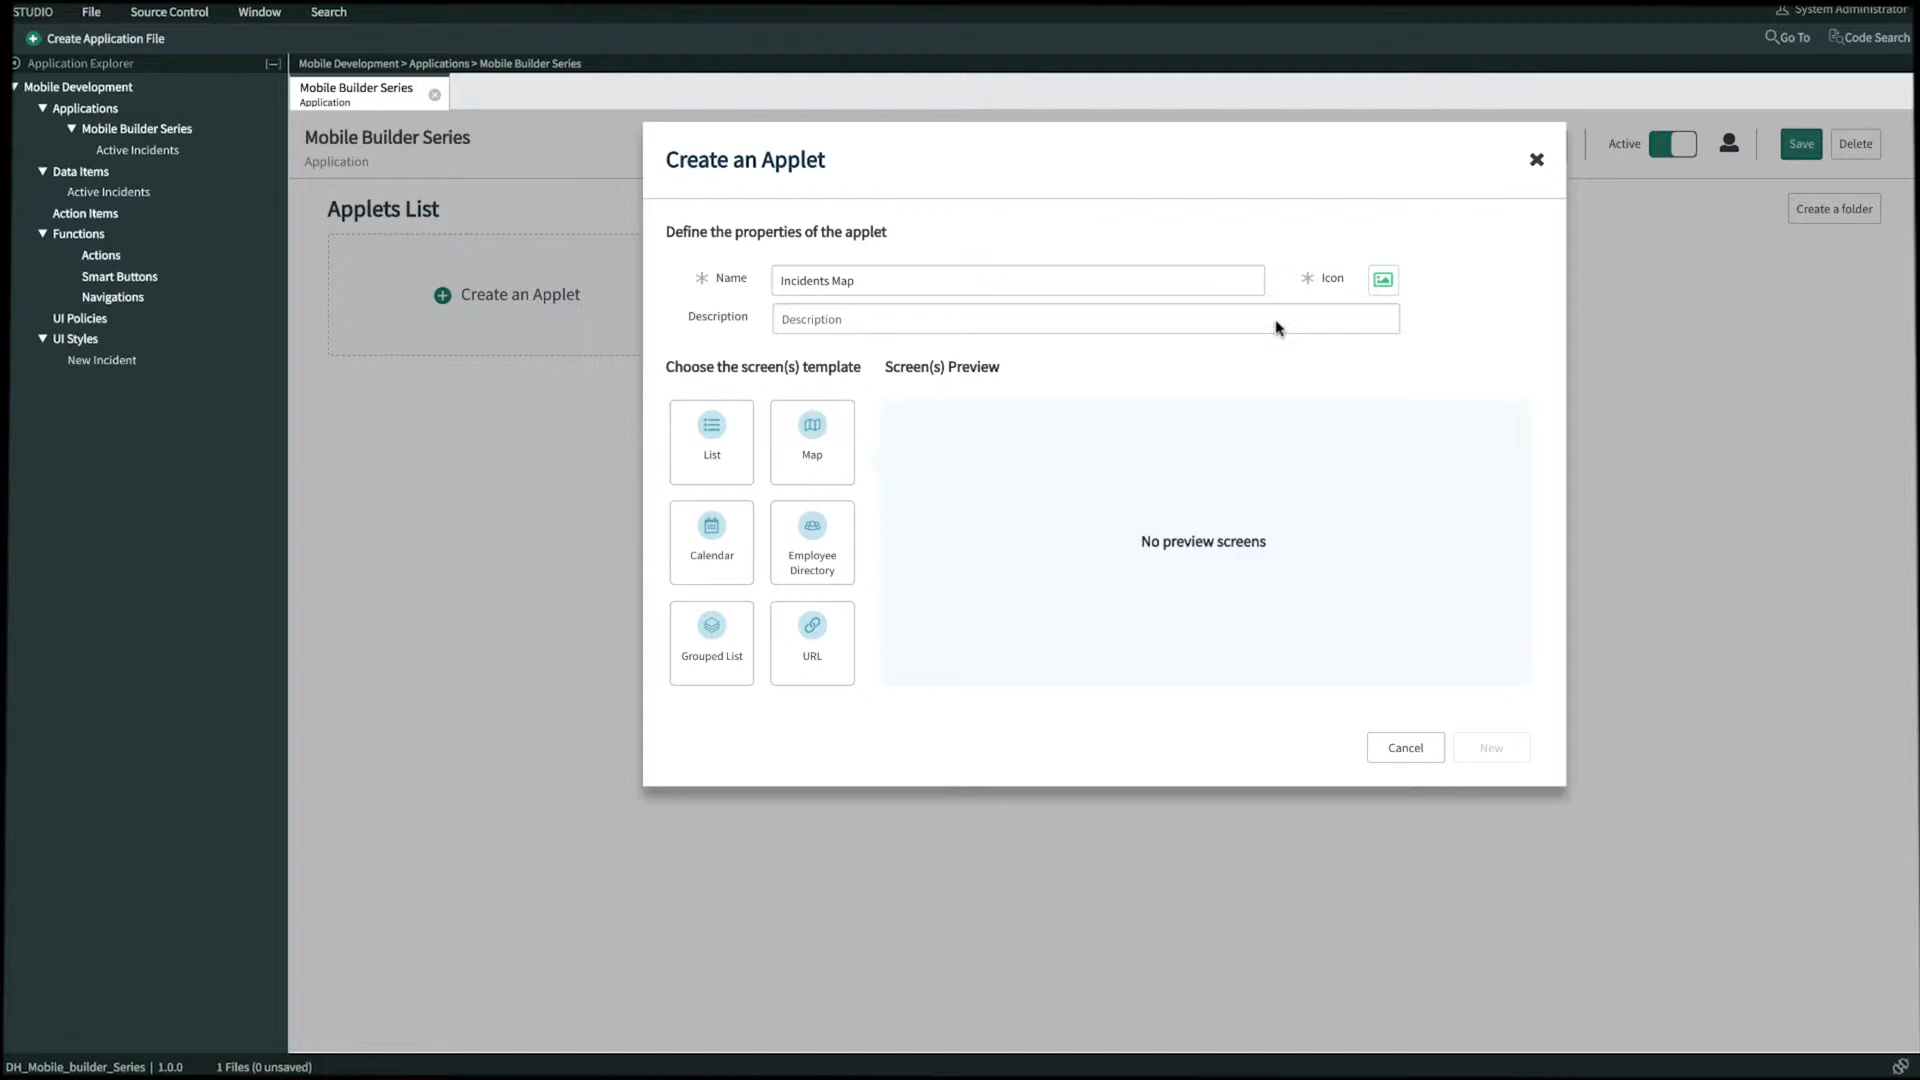 STUDIO File Source Control Window Search System Administrator
Create Application File Go To Code Search
Application Explorer [—] Mobile Development > Applications > Mobile Builder Series
Mobile Development
Applications
Mobile Builder Series
Active Incidents
Data Items
Active Incidents
Action Items
Functions
Actions
Smart Buttons
Navigations
UI Policies
UI Styles
New Incident
Mobile Builder Series
Application
Mobile Builder Series
Application
Active Save Delete
Applets List
Create a folder
Create an Applet
Create an Applet
Define the properties of the applet
Name Incidents Map Icon
Description Description
Choose the screen(s) template Screen(s) Preview
List Map
Calendar Employee
Directory
Grouped List URL
No preview screens
Cancel New
DH_Mobile_builder_Series | 1.0.0 1 Files (0 unsaved)